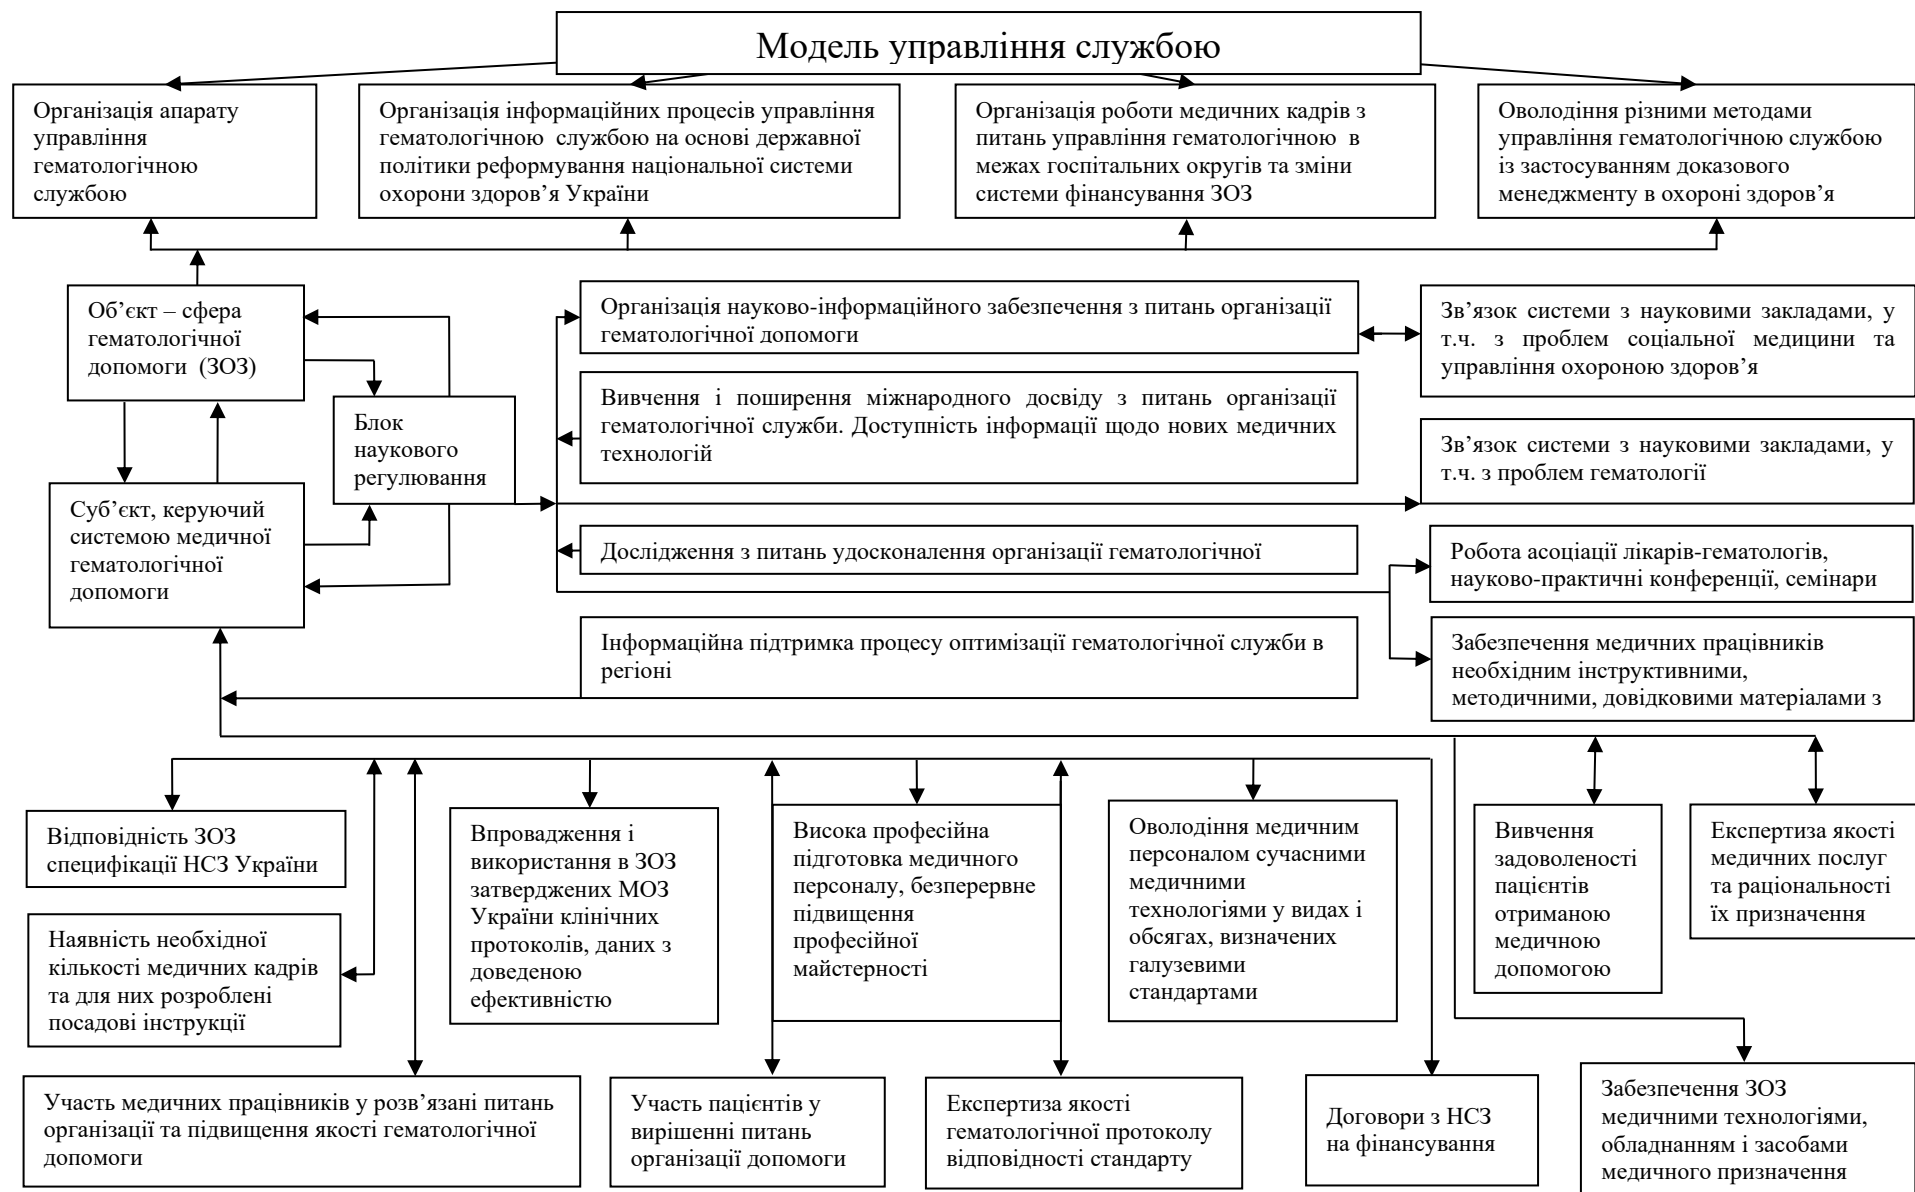 Модель управління службою
Організація апарату
управління
гематологічною
службою
Організація інформаційних процесів управління
гематологічною службою на основі державної
політики реформування національної системи
охорони здоров’я України
Організація роботи медичних кадрів з
питань управління гематологічною в
межах госпітальних округів та зміни
системи фінансування ЗОЗ
Оволодіння різними методами
управління гематологічною службою
із застосуванням доказового
менеджменту в охороні здоров’я
Об’єкт – сфера
гематологічної
допомоги (ЗОЗ)
Блок
наукового
регулювання
Суб’єкт, керуючий
системою медичної
гематологічної
допомоги
Організація науково-інформаційного забезпечення з питань організації
гематологічної допомоги
Вивчення і поширення міжнародного досвіду з питань організації
гематологічної служби. Доступність інформації щодо нових медичних
технологій
Дослідження з питань удосконалення організації гематологічної
Інформаційна підтримка процесу оптимізації гематологічної служби в
регіоні
Зв’язок системи з науковими закладами, у
т.ч. з проблем соціальної медицини та
управління охороною здоров’я
Зв’язок системи з науковими закладами, у
т.ч. з проблем гематології
Робота асоціації лікарів-гематологів,
науково-практичні конференції, семінари
Забезпечення медичних працівників
необхідним інструктивними,
методичними, довідковими матеріалами з
Відповідність ЗОЗ
специфікації НСЗ України
Наявність необхідної
кількості медичних кадрів
та для них розроблені
посадові інструкції
Впровадження і
використання в ЗОЗ
затверджених МОЗ
України клінічних
протоколів, даних з
доведеною
ефективністю
Висока професійна
підготовка медичного
персоналу, безперервне
підвищення
професійної
майстерності
Оволодіння медичним
персоналом сучасними
медичними
технологіями у видах і
обсягах, визначених
галузевими
стандартами
Вивчення
задоволеності
пацієнтів
отриманою
медичною
допомогою
Експертиза якості
медичних послуг
та раціональності
їх призначення
Участь медичних працівників у розв’язані питань
організації та підвищення якості гематологічної
допомоги
Участь пацієнтів у
вирішенні питань
організації допомоги
Експертиза якості
гематологічної протоколу
відповідності стандарту
Договори з НСЗ
на фінансування
Забезпечення ЗОЗ
медичними технологіями,
обладнанням і засобами
медичного призначення